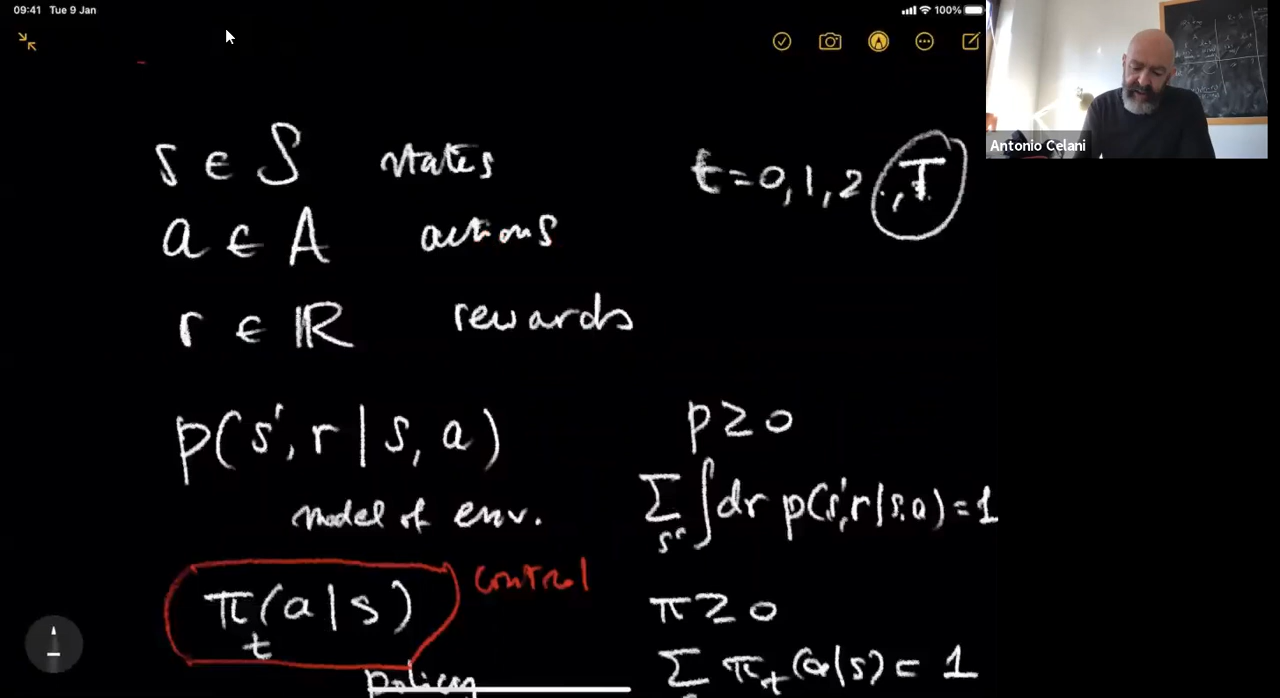 09:41 Tue 9 Jan
100%
Antonio Celani
s ∈ S states
t = 0, 1, 2 .., T
a ∈ A actions
r ∈ ℝ rewards
p(s', r | s, a)
p ≥ 0
model of env.
∑ ∫ dr p(s', r | s, a) = 1
s'
π_t(a|s) control
π ≥ 0
policy
∑ π_t(a|s) = 1